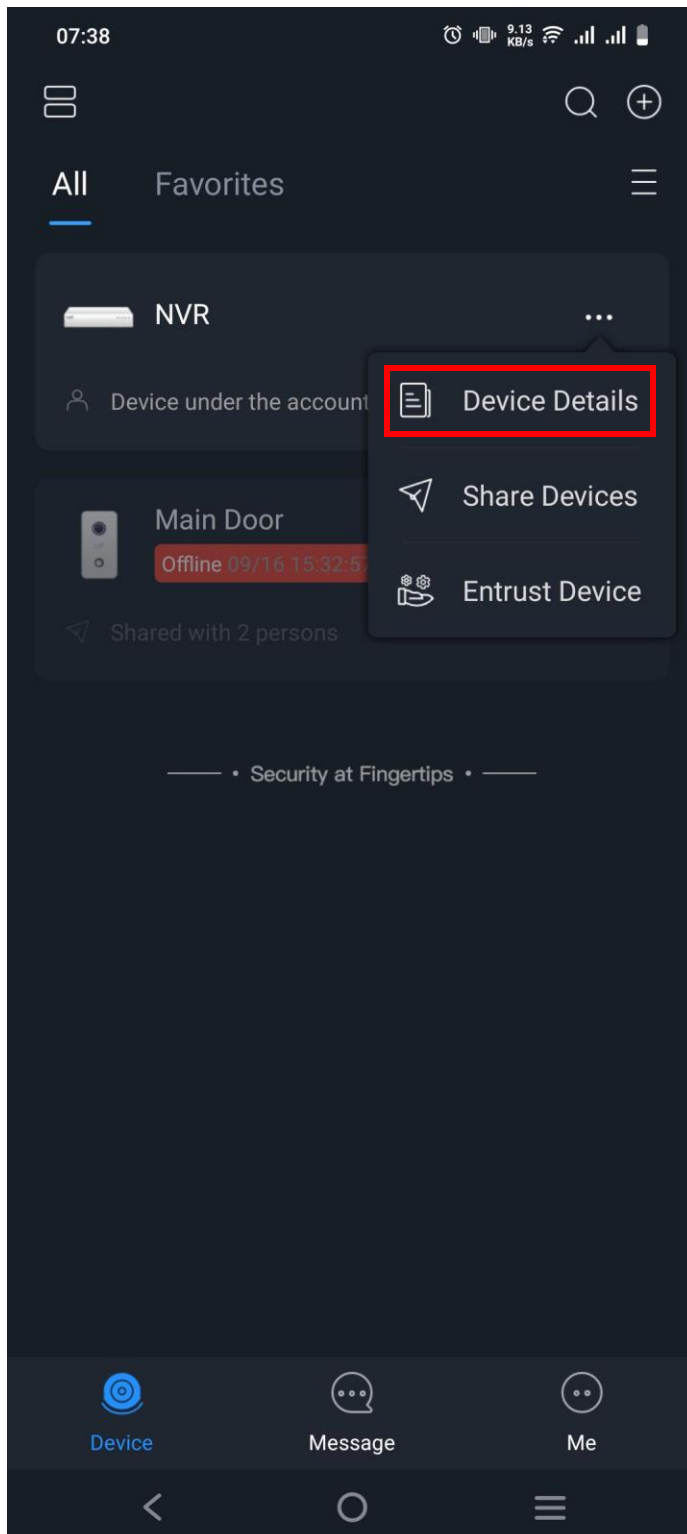 07:38
9.13
KB/s
All
Favorites
NVR
Device under the account
Device Details
Share Devices
Main Door
Offline 09/16 15:32:57
Entrust Device
Shared with 2 persons
• Security at Fingertips •
Device
Message
Me